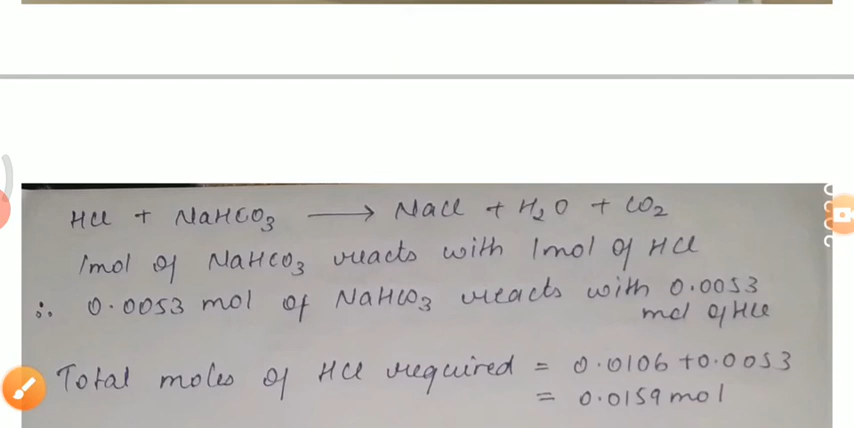 HCl + NaHCO3 → NaCl + H2O + CO2
1mol of NaHCO3 reacts with 1mol of HCl
∴ 0.0053 mol of NaHCO3 reacts with 0.0053
mol of HCl
Total moles of HCl required = 0.0106 + 0.0053
= 0.0159 mol